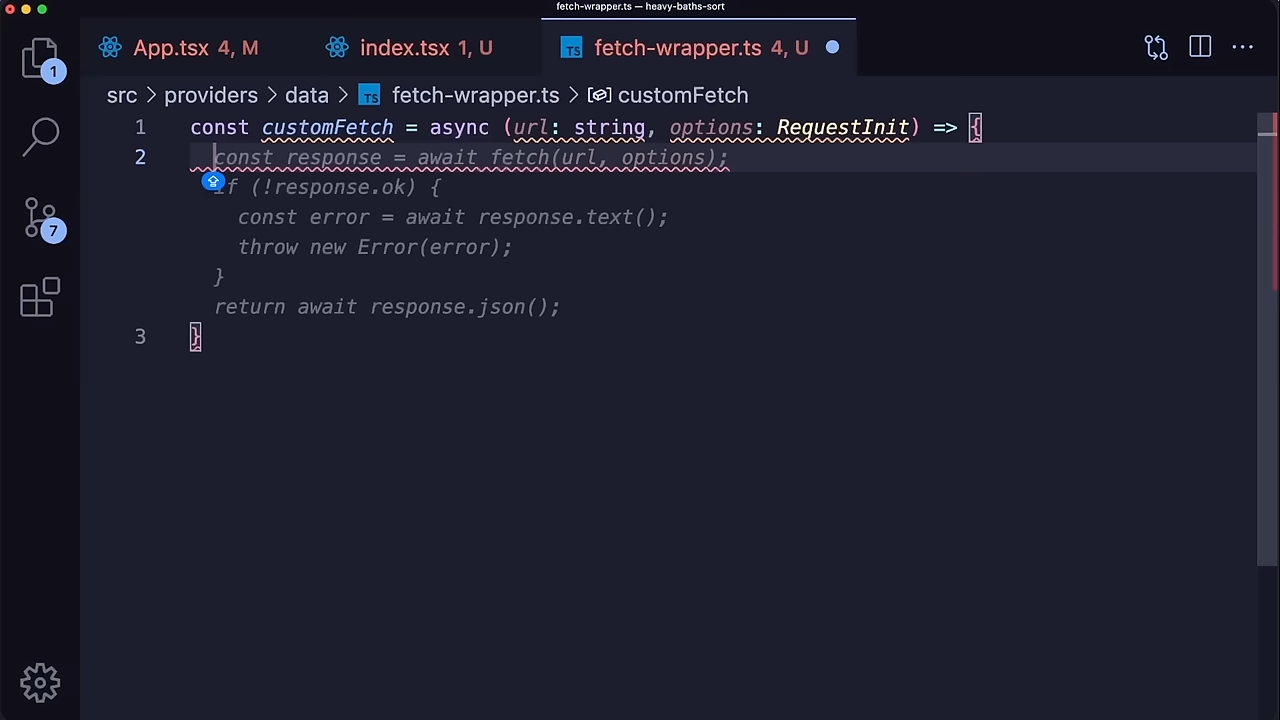 fetch-wrapper.ts — heavy-baths-sort
App.tsx 4, M
index.tsx 1, U
TS fetch-wrapper.ts 4, U
1
src > providers > data > TS fetch-wrapper.ts > customFetch
1 const customFetch = async (url: string, options: RequestInit) => {
2 const response = await fetch(url, options);
if (!response.ok) {
const error = await response.text();
throw new Error(error);
}
return await response.json();
3 }
7